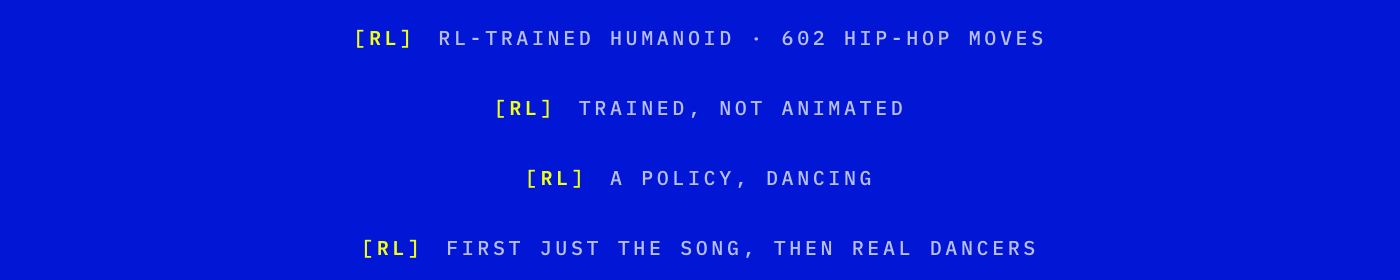 [RL] RL-TRAINED HUMANOID · 602 HIP-HOP MOVES
[RL] TRAINED, NOT ANIMATED
[RL] A POLICY, DANCING
[RL] FIRST JUST THE SONG, THEN REAL DANCERS